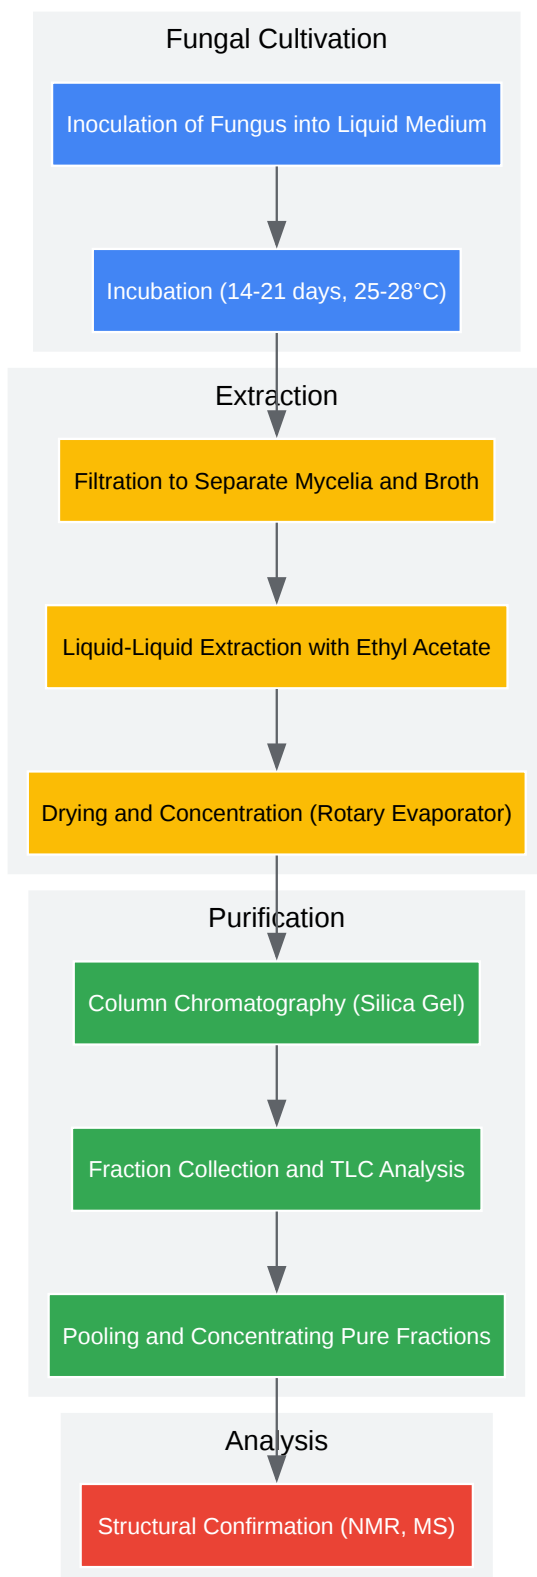 Fungal Cultivation
Inoculation of Fungus into Liquid Medium
Incubation (14-21 days, 25-28°C)
Extraction
Filtration to Separate Mycelia and Broth
Liquid-Liquid Extraction with Ethyl Acetate
Drying and Concentration (Rotary Evaporator)
Purification
Column Chromatography (Silica Gel)
Fraction Collection and TLC Analysis
Pooling and Concentrating Pure Fractions
Analysis
Structural Confirmation (NMR, MS)